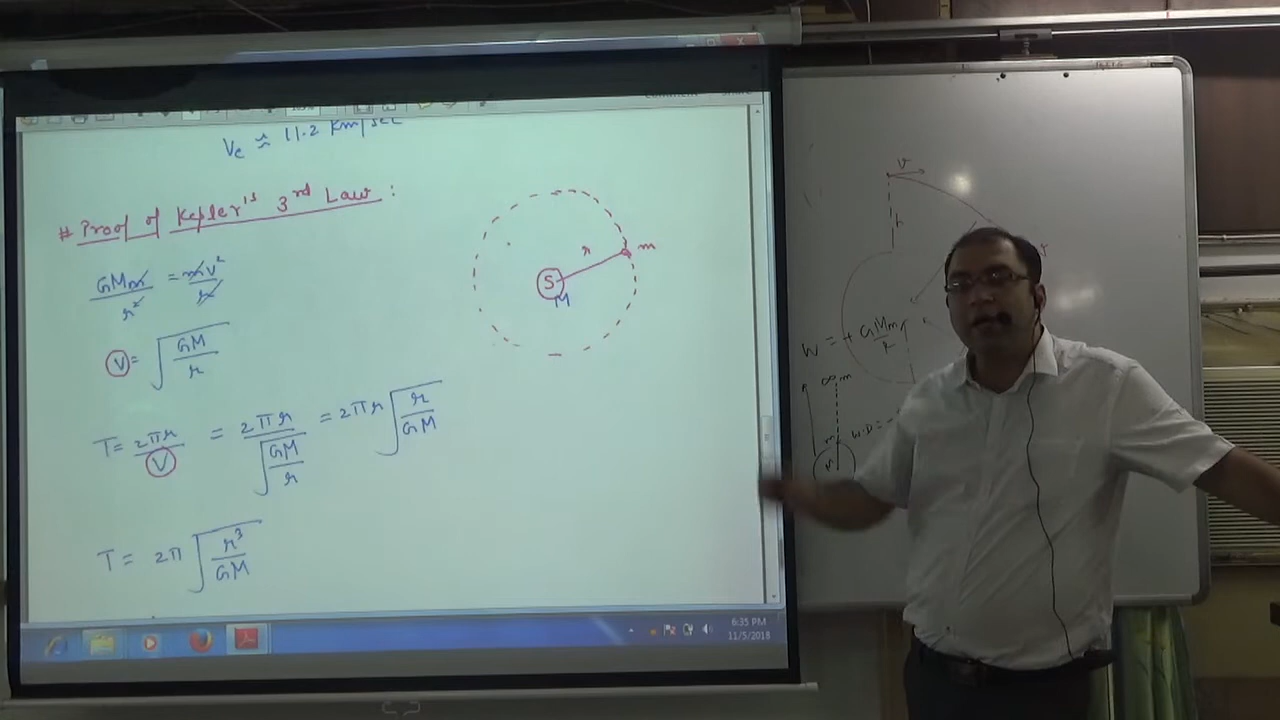 Ve ≈ 11.2 Km/sec
# Proof of Kepler's 3rd Law :
GMm/r² = mv²/r
V = √(GM/r)
T = 2πr/V = 2πr/√(GM/r) = 2πr √(r/GM)
T = 2π √(r³/GM)
r
m
S
M
6:35 PM
11/5/2018
v
h
W = + GMm/r
∞ m
W.D = -